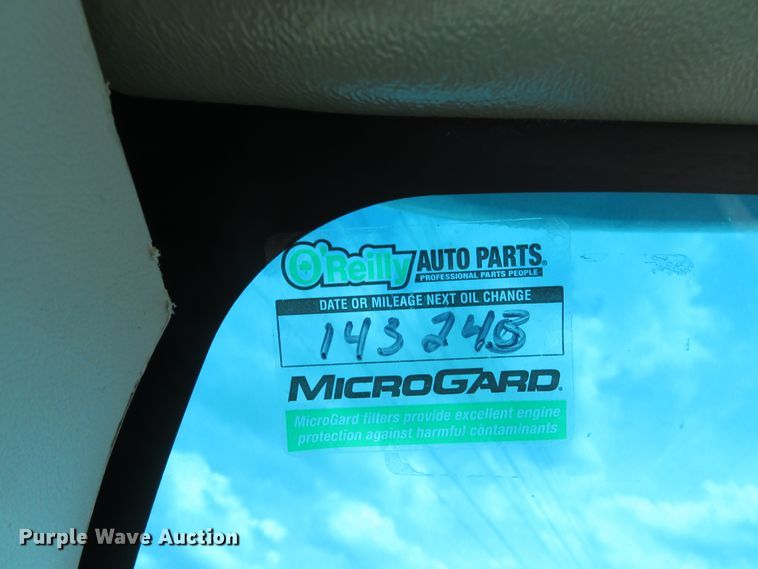 O'Reilly AUTO PARTS®
PROFESSIONAL PARTS PEOPLE
DATE OR MILEAGE NEXT OIL CHANGE
143 248
MICROGARD®
MicroGard filters provide excellent engine
protection against harmful contaminants
Purple Wave Auction®